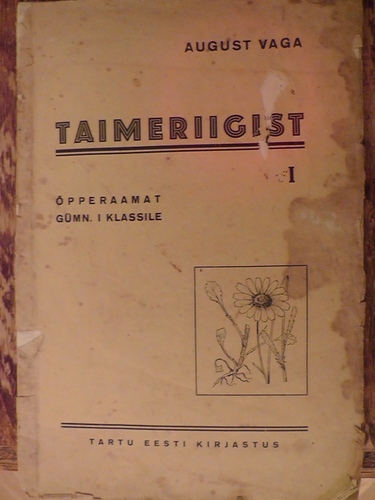 AUGUST VAGA
TAIMERIIGIST
I
ÕPPERAAMAT
GÜMN. I KLASSILE
TARTU EESTI KIRJASTUS